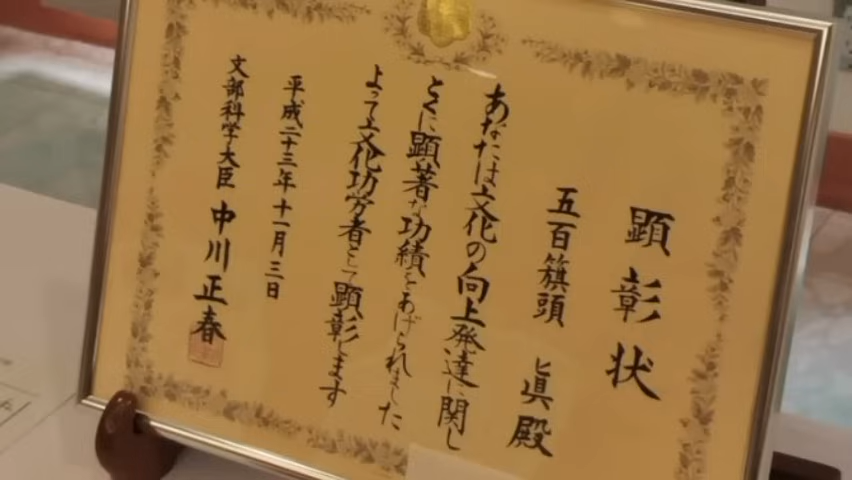 顕彰状
五百籏頭 眞殿
あなたは文化の向上発達に関し
とくに顕著な功績をあげられました
よって文化功労者として顕彰します
平成二十三年十一月三日
文部科学大臣 中川正春